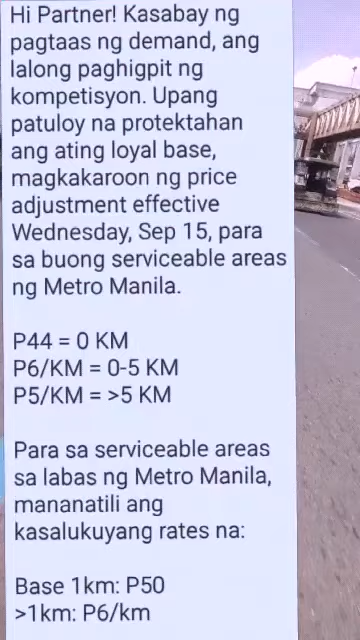 Hi Partner! Kasabay ng
pagtaas ng demand, ang
lalong paghigpit ng
kompetisyon. Upang
patuloy na protektahan
ang ating loyal base,
magkakaroon ng price
adjustment effective
Wednesday, Sep 15, para
sa buong serviceable areas
ng Metro Manila.
P44 = 0 KM
P6/KM = 0-5 KM
P5/KM = >5 KM
Para sa serviceable areas
sa labas ng Metro Manila,
mananatili ang
kasalukuyang rates na:
Base 1km: P50
>1km: P6/km